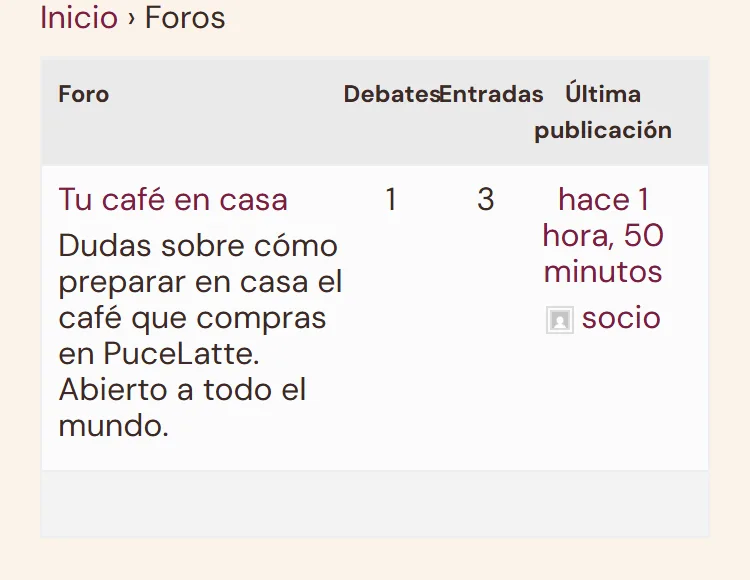 Inicio › Foros
Foro Debates Entradas Última publicación
Tu café en casa 1 3 hace 1 hora, 50 minutos
Dudas sobre cómo
preparar en casa el
café que compras
en PuceLatte.
Abierto a todo el
mundo.
socio